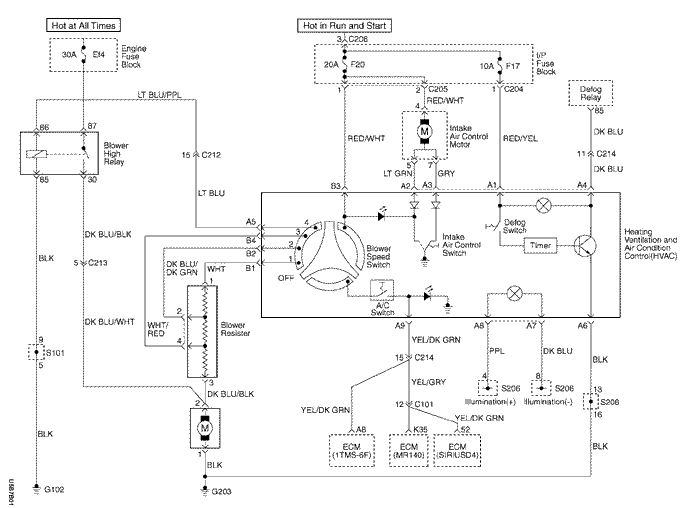 Hot at All Times
Hot in Run and Start
30A Ef4
Engine
Fuse
Block
3 C206
20A F20
10A F17
I/P
Fuse
Block
1
2 C205
1 C204
RED/WHT
4
M
Intake
Air Control
Motor
5
7
LT GRN
GRY
RED/WHT
RED/YEL
Defog
Relay
85
DK BLU
11 C214
DK BLU
LT BLU/PPL
86
87
Blower
High
Relay
85
30
15 C212
LT BLU
B3
A2
A3
A1
A4
A5
B4
B2
B1
4
3
2
1
OFF
Blower
Speed
Switch
Intake
Air Control
Switch
Defog
Switch
Timer
A/C
Switch
Heating
Ventilation and
Air Condition
Control(HVAC)
DK BLU/BLK
BLK
5 C213
DK BLU/
DK GRN
WHT
1
WHT/
RED
2
4
Blower
Resister
3
DK BLU/WHT
DK BLU/BLK
9
S101
5
BLK
2
M
1
BLK
G102
G203
A9
A8
A7
A6
YEL/DK GRN
15 C214
YEL/GRY
12 C101
YEL/DK GRN
YEL/DK GRN
A8
K35
52
ECM
(1TMS-6F)
ECM
(MR140)
ECM
(SIRIUSD4)
PPL
DK BLU
BLK
4
S206
Illumination(+)
8
S206
Illumination(-)
13
S206
16
BLK